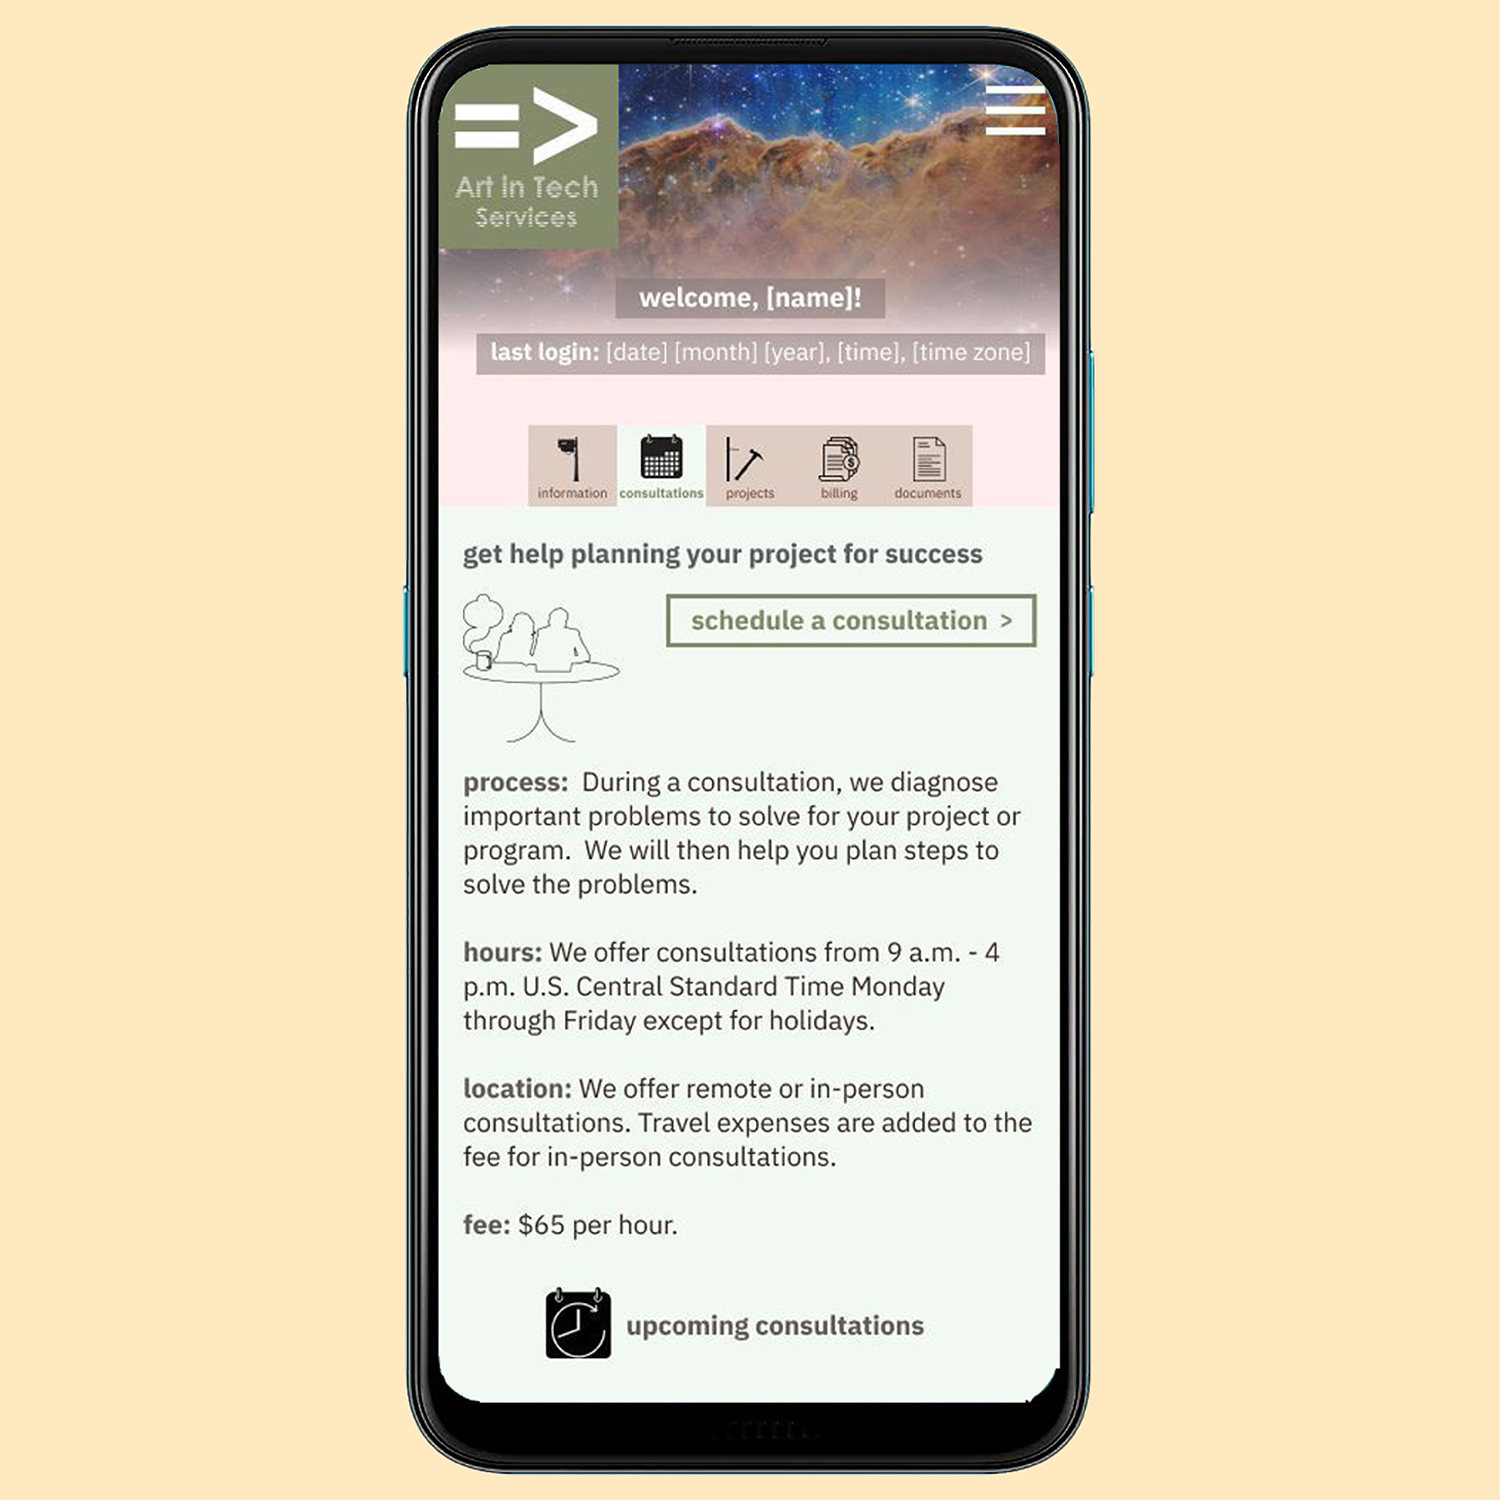 =>
Art In Tech
Services
welcome, [name]!
last login: [date] [month] [year], [time], [time zone]
information consultations projects billing documents
get help planning your project for success
schedule a consultation >
process:  During a consultation, we diagnose
important problems to solve for your project or
program.  We will then help you plan steps to
solve the problems.
hours: We offer consultations from 9 a.m. - 4
p.m. U.S. Central Standard Time Monday
through Friday except for holidays.
location: We offer remote or in-person
consultations. Travel expenses are added to the
fee for in-person consultations.
fee: $65 per hour.
upcoming consultations